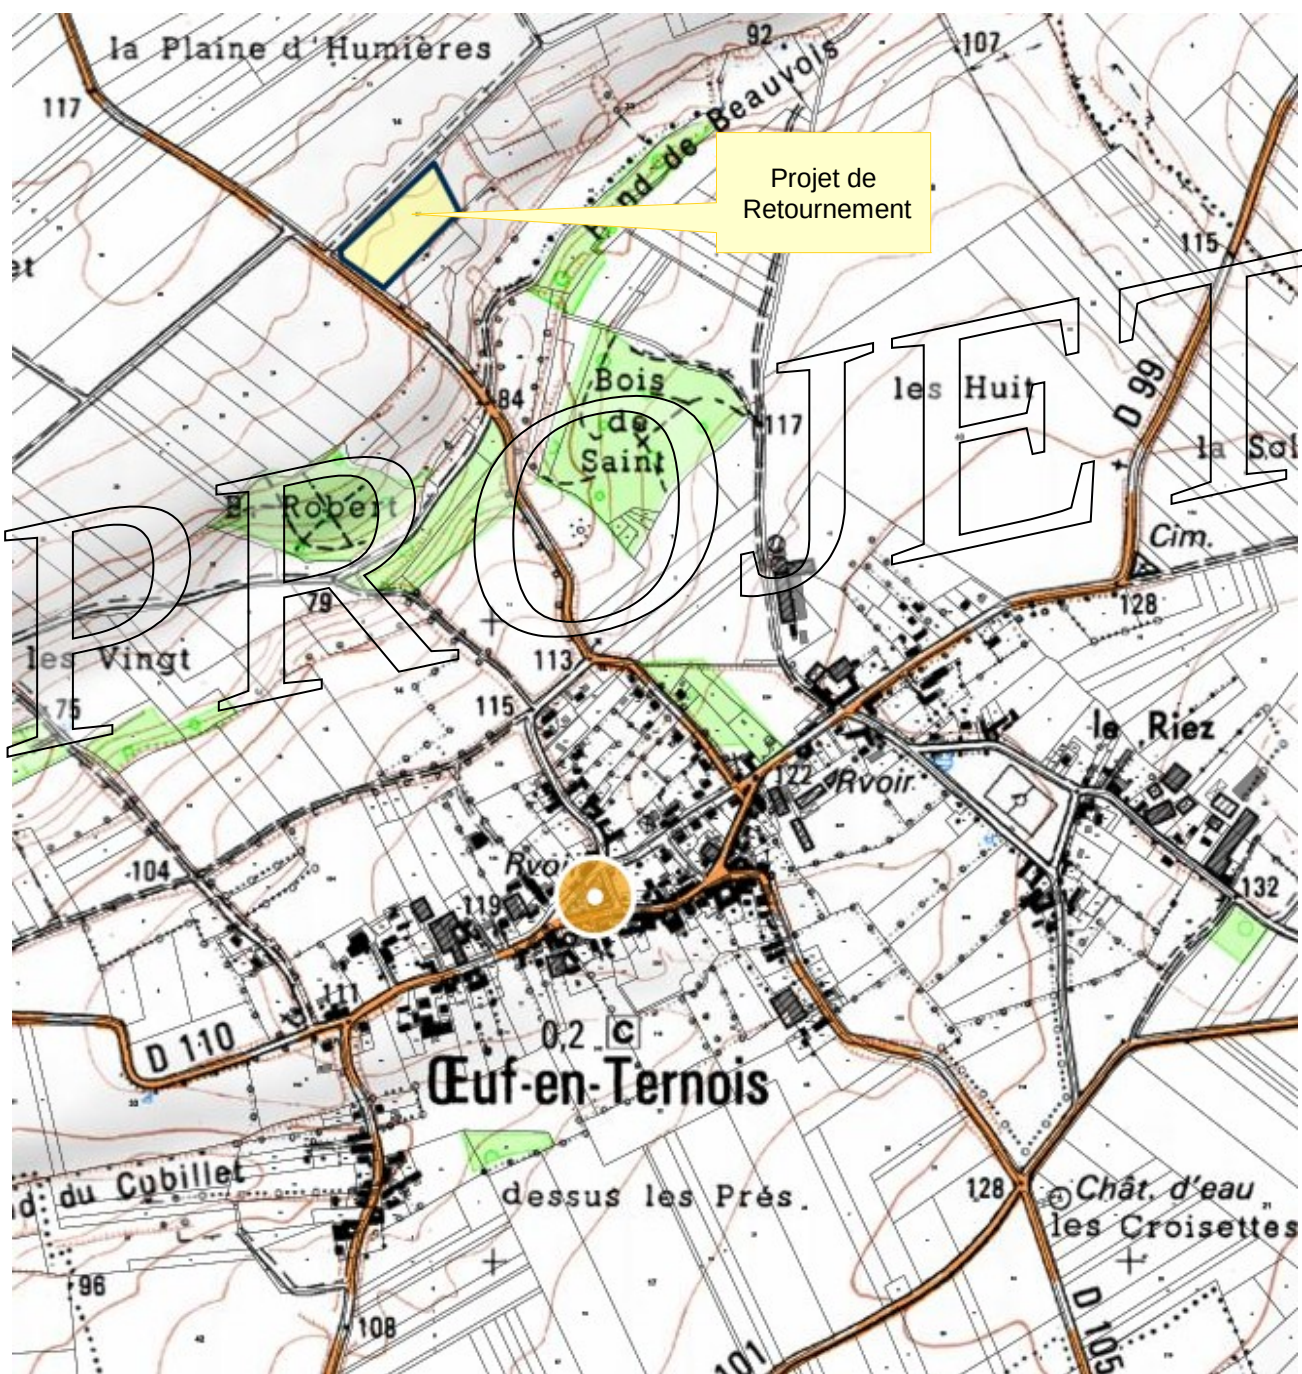 la Plaine d'Humières
92
107
117
Fond de Beauvois
Projet de
Retournement
115
et
PROJET
Bois
de
Saint
84
117
les Huit
D 99
la Sol
B. Robert
Cim.
79
128
les Vingt
113
75
115
le Riez
122
Rvoir
104
Rvoir
119
132
111
D 110
0,2 C
Œuf-en-Ternois
nd du Cubillet
dessus les Prés
128
Chât. d'eau
les Croisettes
96
108
101
D 105